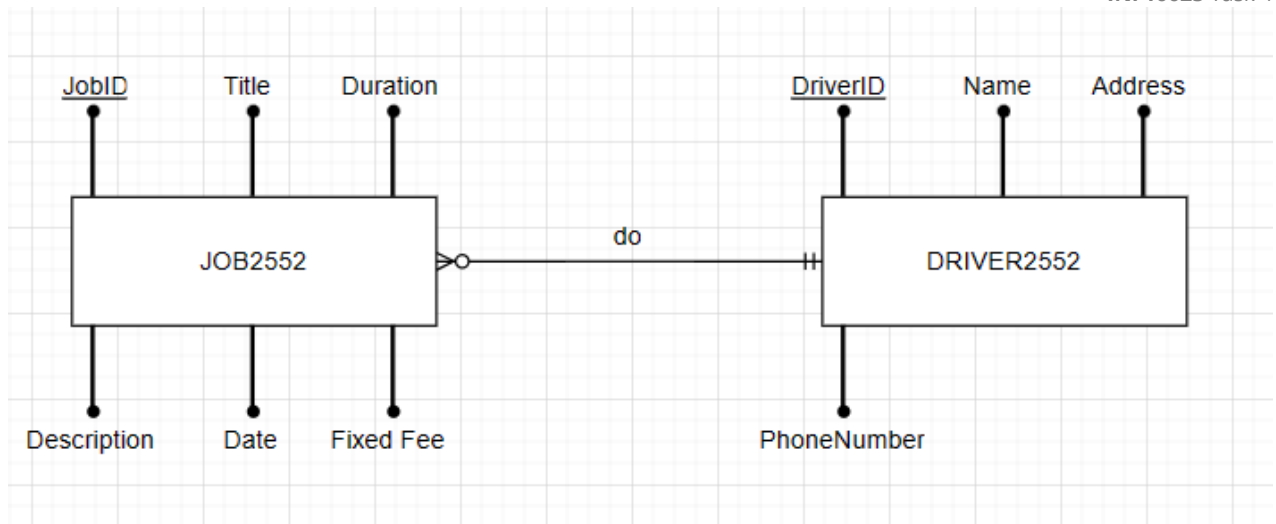 JobID Title Duration
DriverID Name Address
do
JOB2552
DRIVER2552
Description Date Fixed Fee
PhoneNumber